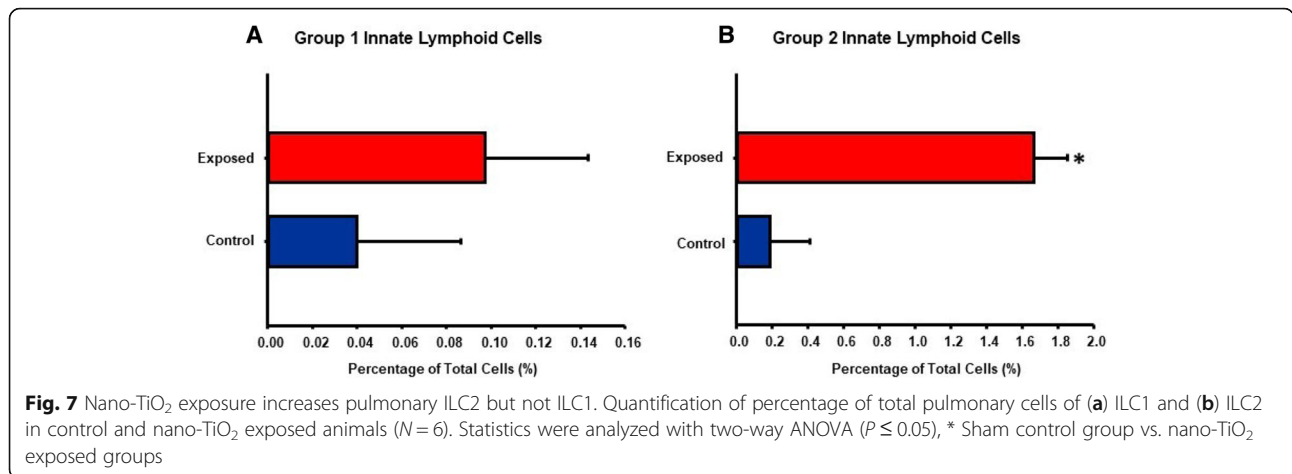 A Group 1 Innate Lymphoid Cells
Exposed
Control
0.00 0.02 0.04 0.06 0.08 0.10 0.12 0.14 0.16
Percentage of Total Cells (%)
B Group 2 Innate Lymphoid Cells
Exposed
*
Control
0.0 0.2 0.4 0.6 0.8 1.0 1.2 1.4 1.6 1.8 2.0
Percentage of Total Cells (%)
Fig. 7 Nano-TiO₂ exposure increases pulmonary ILC2 but not ILC1. Quantification of percentage of total pulmonary cells of (a) ILC1 and (b) ILC2
in control and nano-TiO₂ exposed animals (N = 6). Statistics were analyzed with two-way ANOVA (P ≤ 0.05), * Sham control group vs. nano-TiO₂
exposed groups